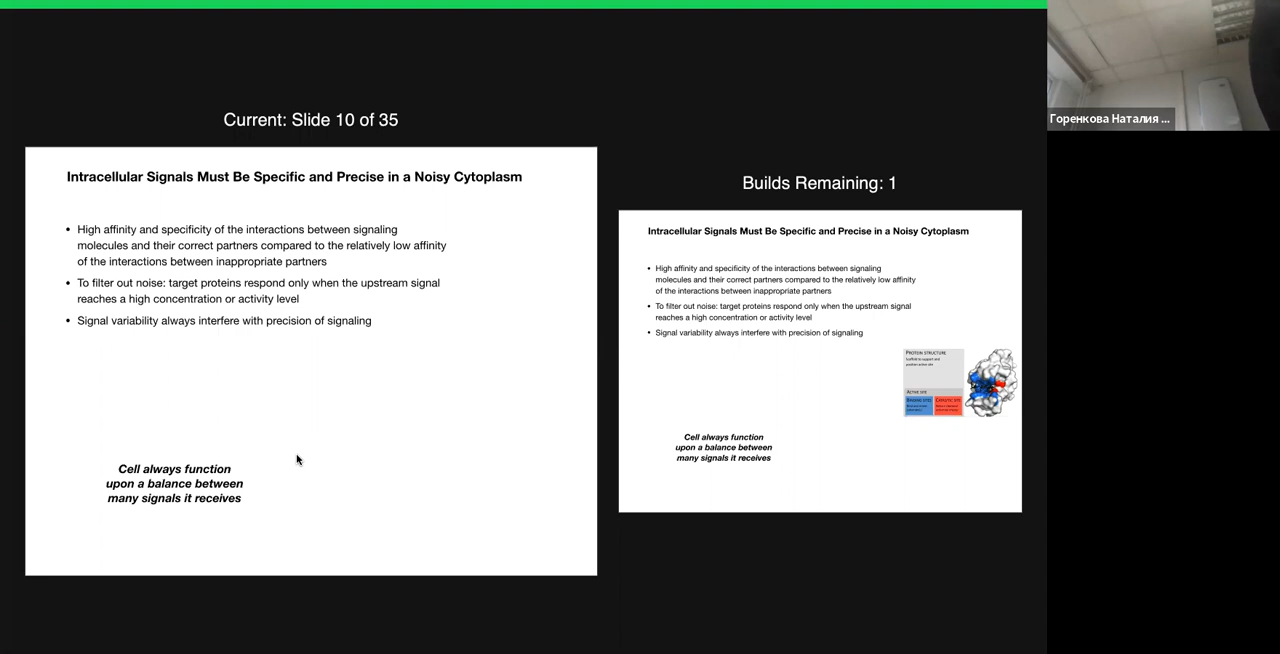 Current: Slide 10 of 35
Intracellular Signals Must Be Specific and Precise in a Noisy Cytoplasm
• High affinity and specificity of the interactions between signaling
molecules and their correct partners compared to the relatively low affinity
of the interactions between inappropriate partners
• To filter out noise: target proteins respond only when the upstream signal
reaches a high concentration or activity level
• Signal variability always interfere with precision of signaling
Cell always function
upon a balance between
many signals it receives
Builds Remaining: 1
Intracellular Signals Must Be Specific and Precise in a Noisy Cytoplasm
• High affinity and specificity of the interactions between signaling
molecules and their correct partners compared to the relatively low affinity
of the interactions between inappropriate partners
• To filter out noise: target proteins respond only when the upstream signal
reaches a high concentration or activity level
• Signal variability always interfere with precision of signaling
PROTEIN STRUCTURE
Scaffold to support and
position active site
ACTIVE SITE
BINDING SITES
CATALYTIC SITE
Cell always function
upon a balance between
many signals it receives
Горенкова Наталия ...